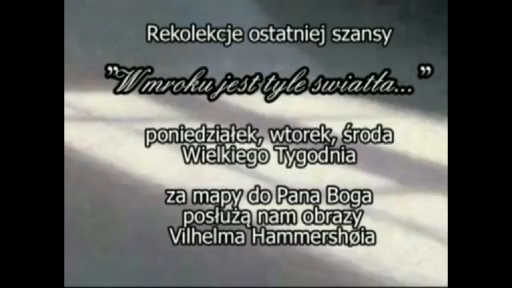 Rekolekcje ostatniej szansy
"W mroku jest tyle swiatła..."
poniedziałek, wtorek, środa
Wielkiego Tygodnia
za mapy do Pana Boga
posłużą nam obrazy
Vilhelma Hammershøia